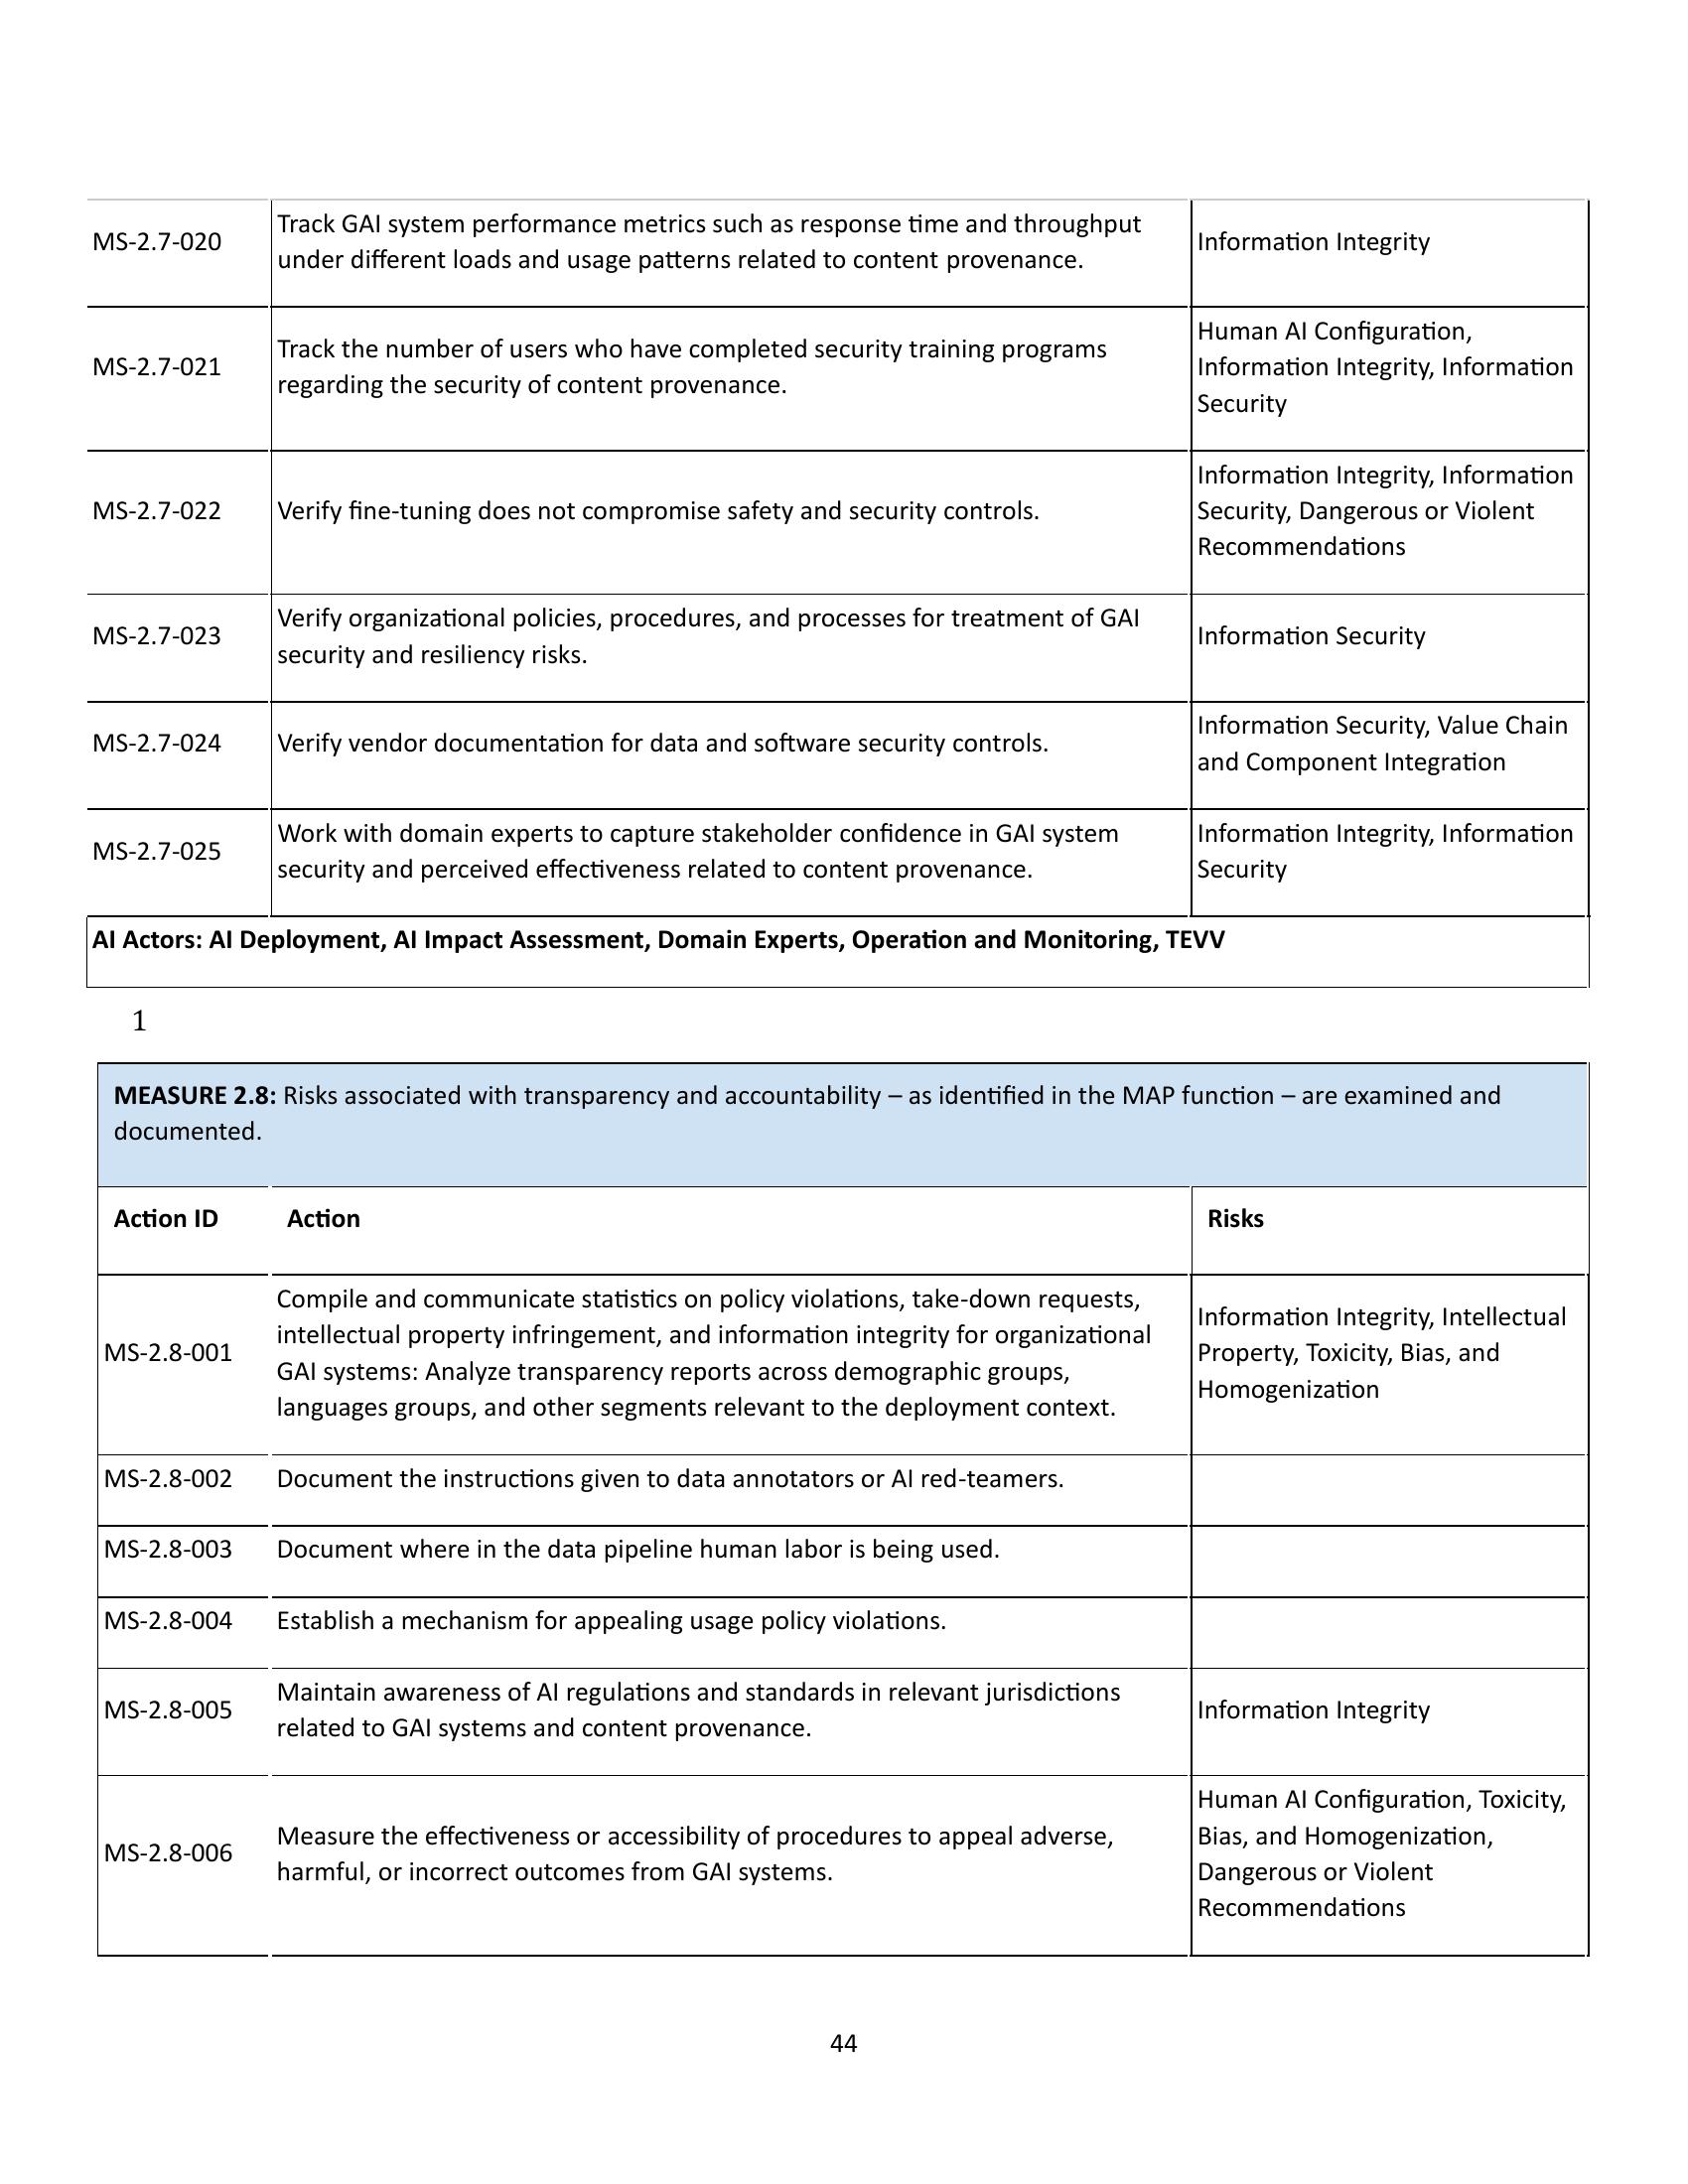 MS-2.7-020
Track GAI system performance metrics such as response time and throughput
under different loads and usage patterns related to content provenance.
Information Integrity
MS-2.7-021
Track the number of users who have completed security training programs
regarding the security of content provenance.
Human AI Configuration,
Information Integrity, Information
Security
MS-2.7-022
Verify fine-tuning does not compromise safety and security controls.
Information Integrity, Information
Security, Dangerous or Violent
Recommendations
MS-2.7-023
Verify organizational policies, procedures, and processes for treatment of GAI
security and resiliency risks.
Information Security
MS-2.7-024
Verify vendor documentation for data and software security controls.
Information Security, Value Chain
and Component Integration
MS-2.7-025
Work with domain experts to capture stakeholder confidence in GAI system
security and perceived effectiveness related to content provenance.
Information Integrity, Information
Security
AI Actors: AI Deployment, AI Impact Assessment, Domain Experts, Operation and Monitoring, TEVV
1
MEASURE 2.8: Risks associated with transparency and accountability – as identified in the MAP function – are examined and
documented.
Action ID
Action
Risks
MS-2.8-001
Compile and communicate statistics on policy violations, take-down requests,
intellectual property infringement, and information integrity for organizational
GAI systems: Analyze transparency reports across demographic groups,
languages groups, and other segments relevant to the deployment context.
Information Integrity, Intellectual
Property, Toxicity, Bias, and
Homogenization
MS-2.8-002
Document the instructions given to data annotators or AI red-teamers.
MS-2.8-003
Document where in the data pipeline human labor is being used.
MS-2.8-004
Establish a mechanism for appealing usage policy violations.
MS-2.8-005
Maintain awareness of AI regulations and standards in relevant jurisdictions
related to GAI systems and content provenance.
Information Integrity
MS-2.8-006
Measure the effectiveness or accessibility of procedures to appeal adverse,
harmful, or incorrect outcomes from GAI systems.
Human AI Configuration, Toxicity,
Bias, and Homogenization,
Dangerous or Violent
Recommendations
44